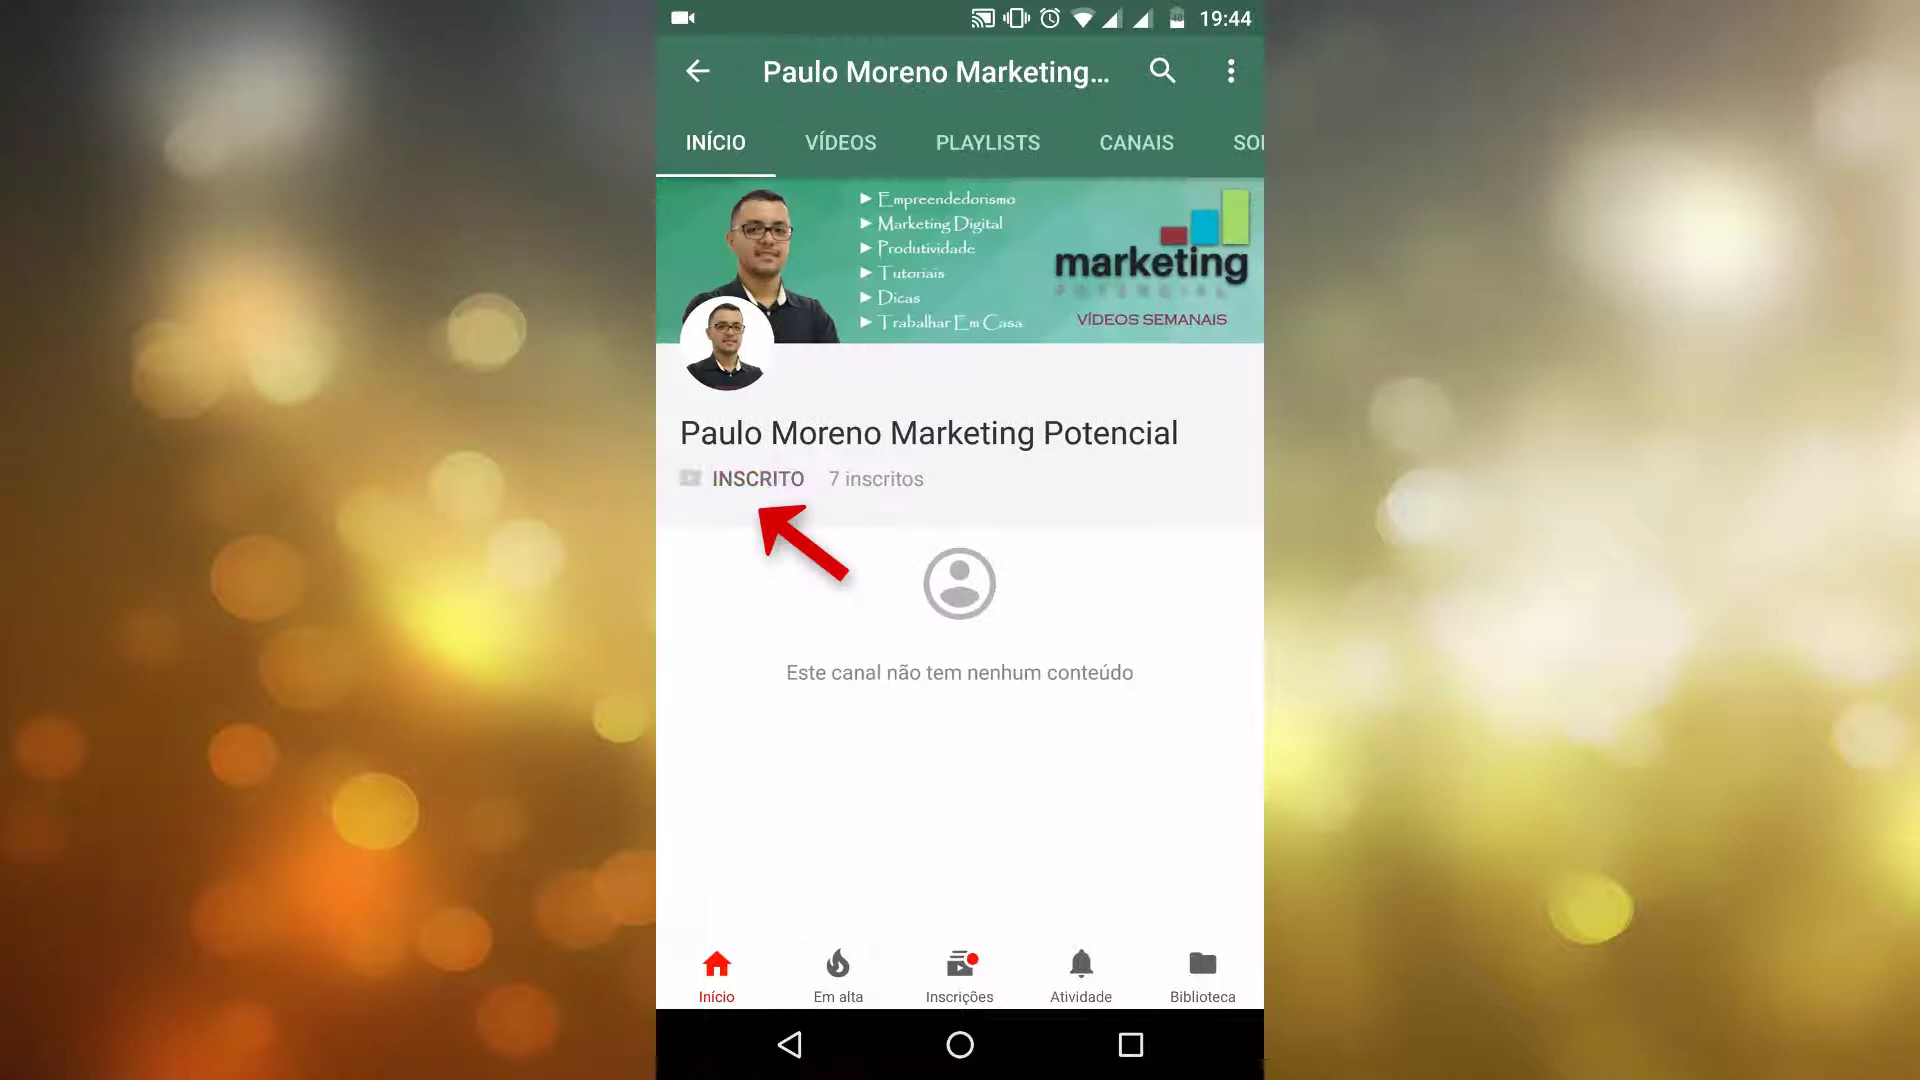 19:44
Paulo Moreno Marketing...
INÍCIO VÍDEOS PLAYLISTS CANAIS
► Empreendedorismo
► Marketing Digital
► Produtividade
► Tutoriais
► Dicas
► Trabalhar Em Casa
marketing
POTENCIAL
VÍDEOS SEMANAIS
Paulo Moreno Marketing Potencial
INSCRITO 7 inscritos
Este canal não tem nenhum conteúdo
Início Em alta Inscrições Atividade Biblioteca